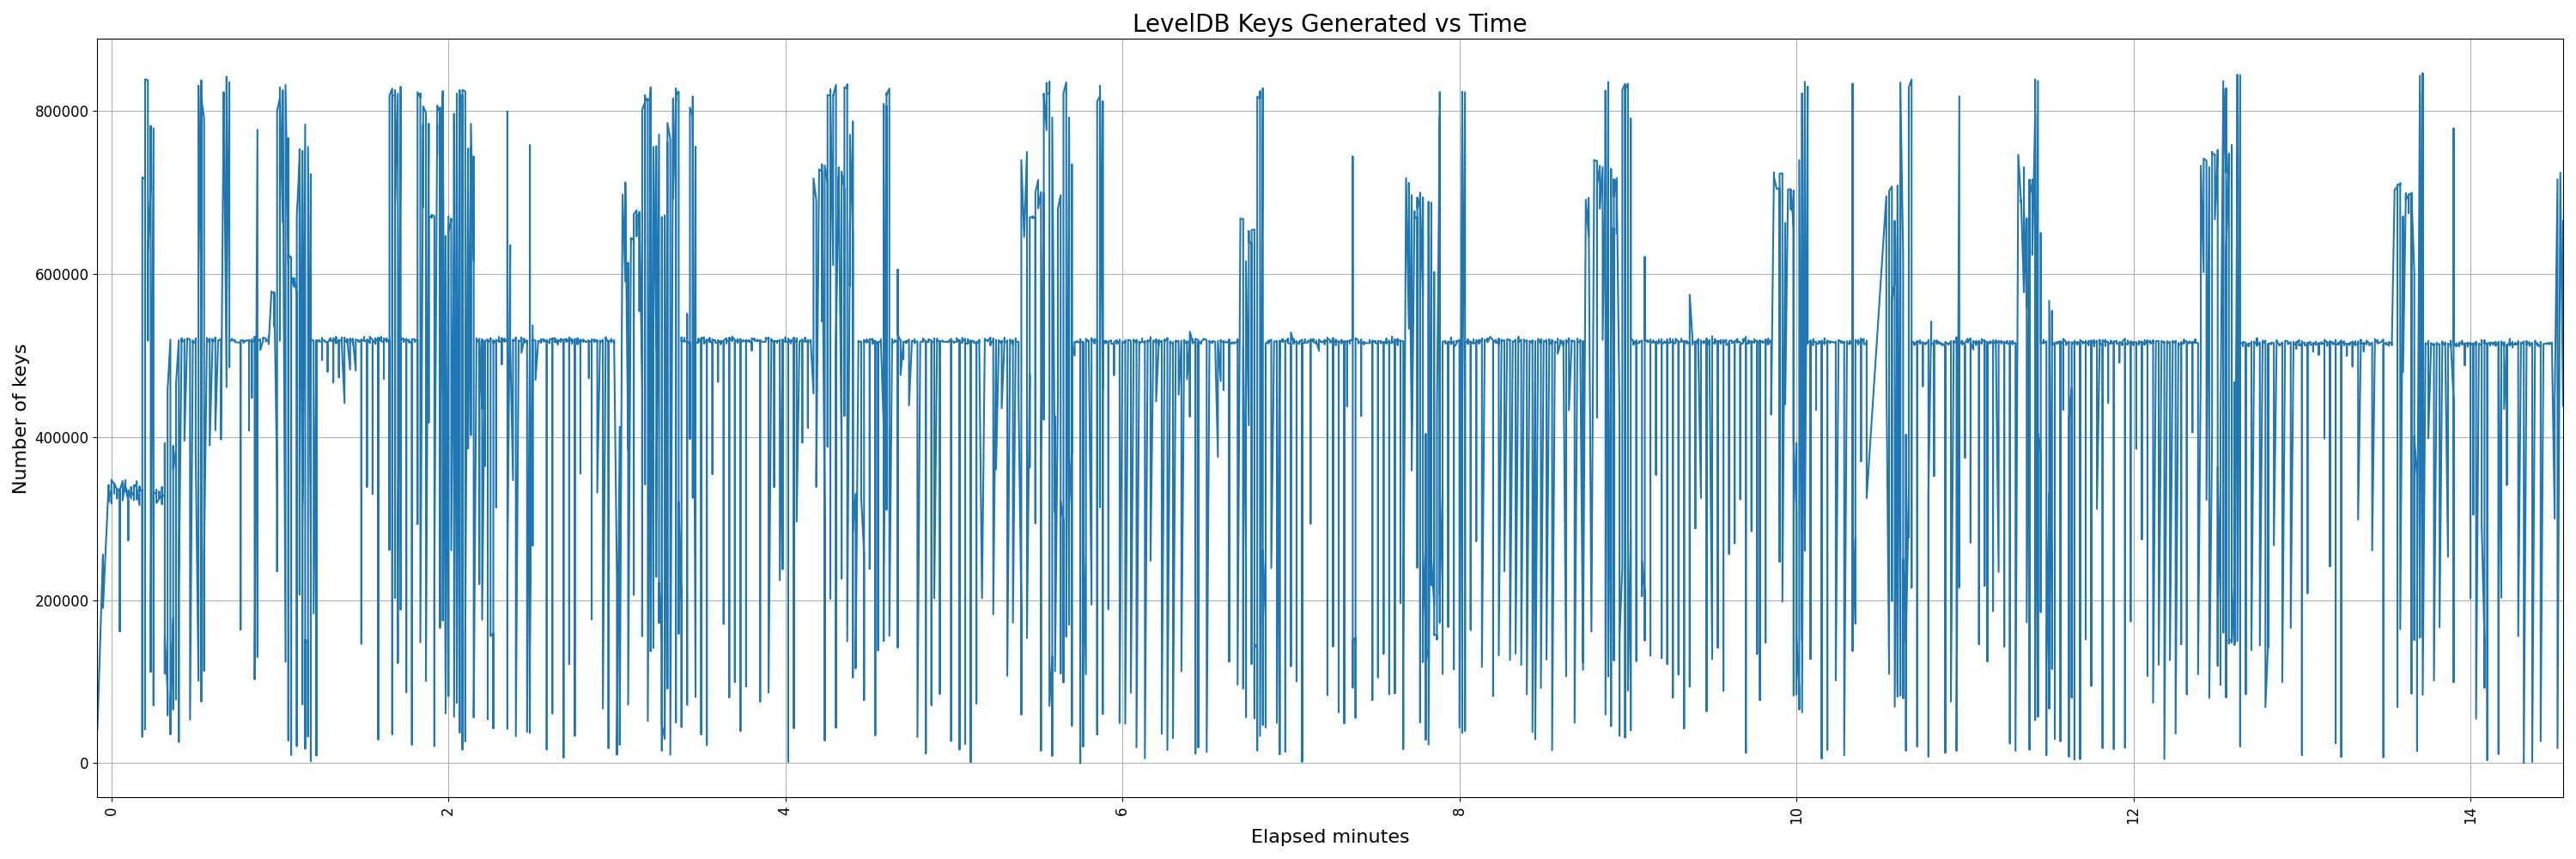 LevelDB Keys Generated vs Time
Number of keys
800000
600000
400000
200000
0
0 2 4 6 8 10 12 14
Elapsed minutes